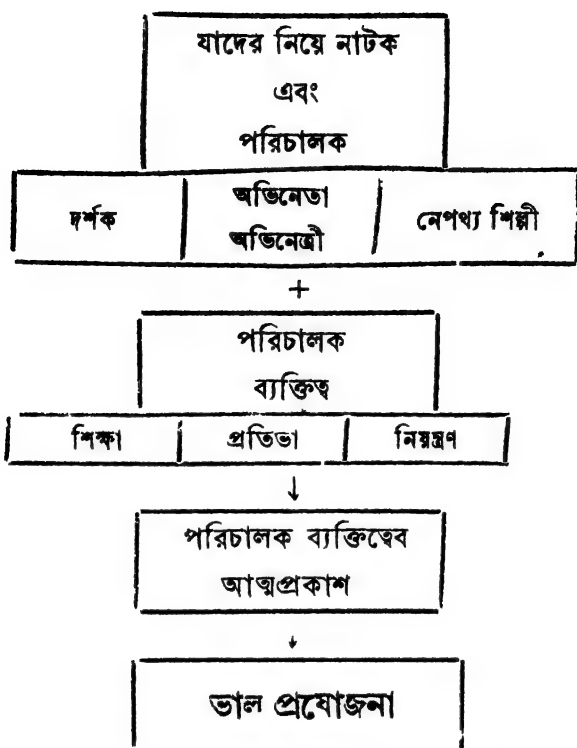 যাদের নিয়ে নাটক
এবং
পরিচালক
দর্শক
অভিনেতা
অভিনেত্রী
নেপথ্য শিল্পী
+
পরিচালক
ব্যক্তিত্ব
শিক্ষা প্রতিভা নিয়ন্ত্রণ
↓
পরিচালক ব্যক্তিত্বেব
আত্মপ্রকাশ
↓
ভাল প্রযোজনা